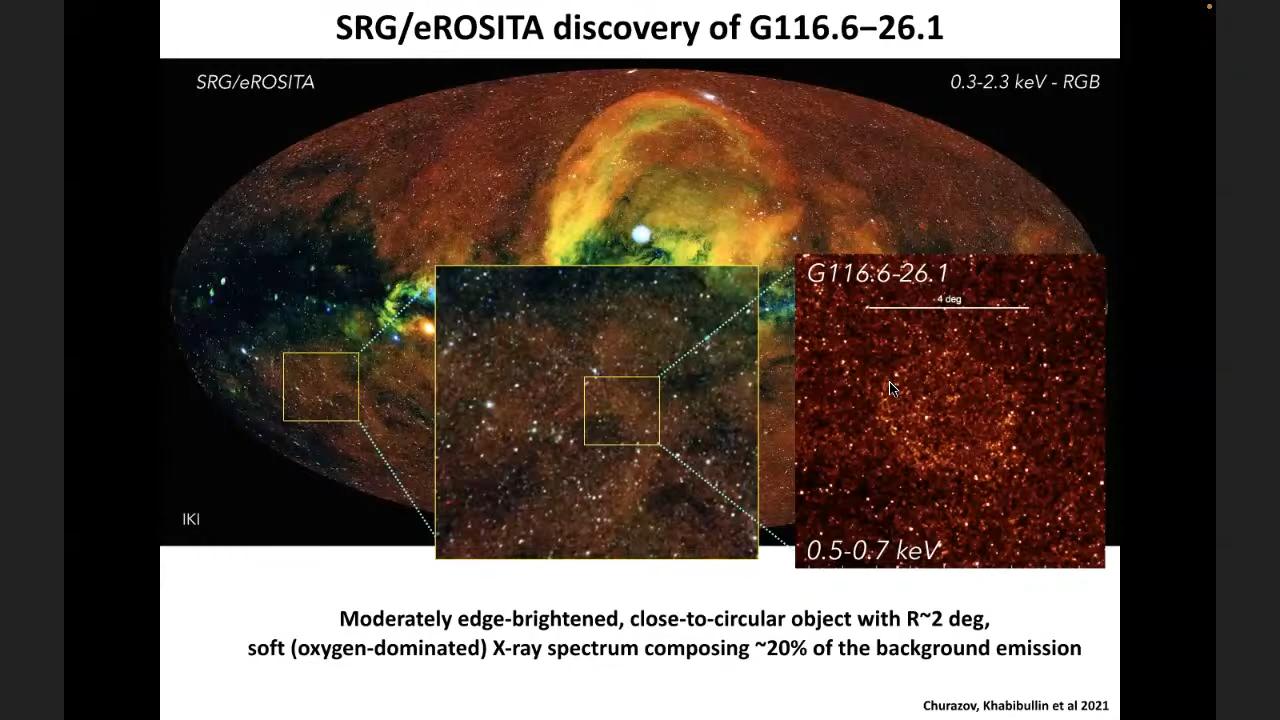 SRG/eROSITA discovery of G116.6–26.1
SRG/eROSITA
0.3-2.3 keV - RGB
G116.6-26.1
4 deg
IKI
0.5-0.7 keV
Moderately edge-brightened, close-to-circular object with R~2 deg,
soft (oxygen-dominated) X-ray spectrum composing ~20% of the background emission
Churazov, Khabibullin et al 2021